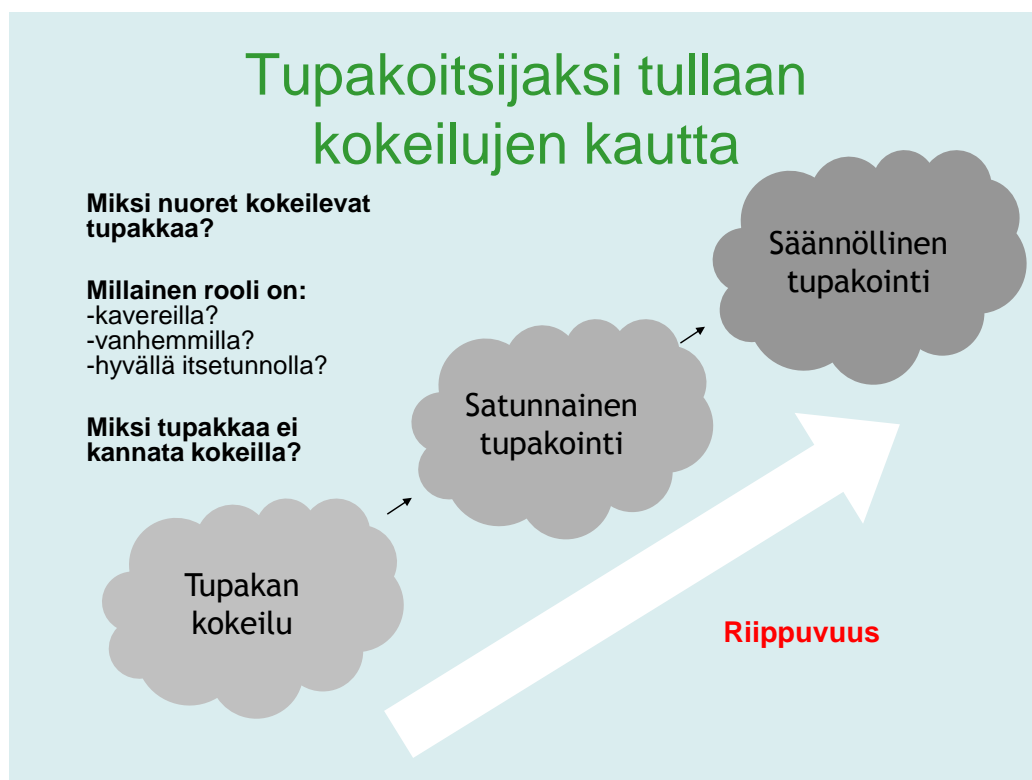 Tupakoitsijaksi tullaan
kokeilujen kautta
Miksi nuoret kokeilevat
tupakkaa?
Millainen rooli on:
-kavereilla?
-vanhemmilla?
-hyvällä itsetunnolla?
Miksi tupakkaa ei
kannata kokeilla?
Tupakan
kokeilu
Satunnainen
tupakointi
Säännöllinen
tupakointi
Riippuvuus